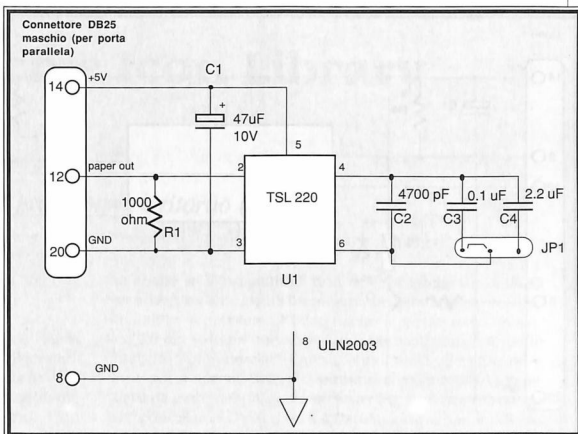 Connettore DB25
maschio (per porta
parallela)
14
+5V
C1
+
47uF
10V
5
12
paper out
2
TSL 220
4
4700 pF
C2
0.1 uF
C3
2.2 uF
C4
1000
ohm
R1
20
GND
3
6
JP1
U1
8
ULN2003
8
GND